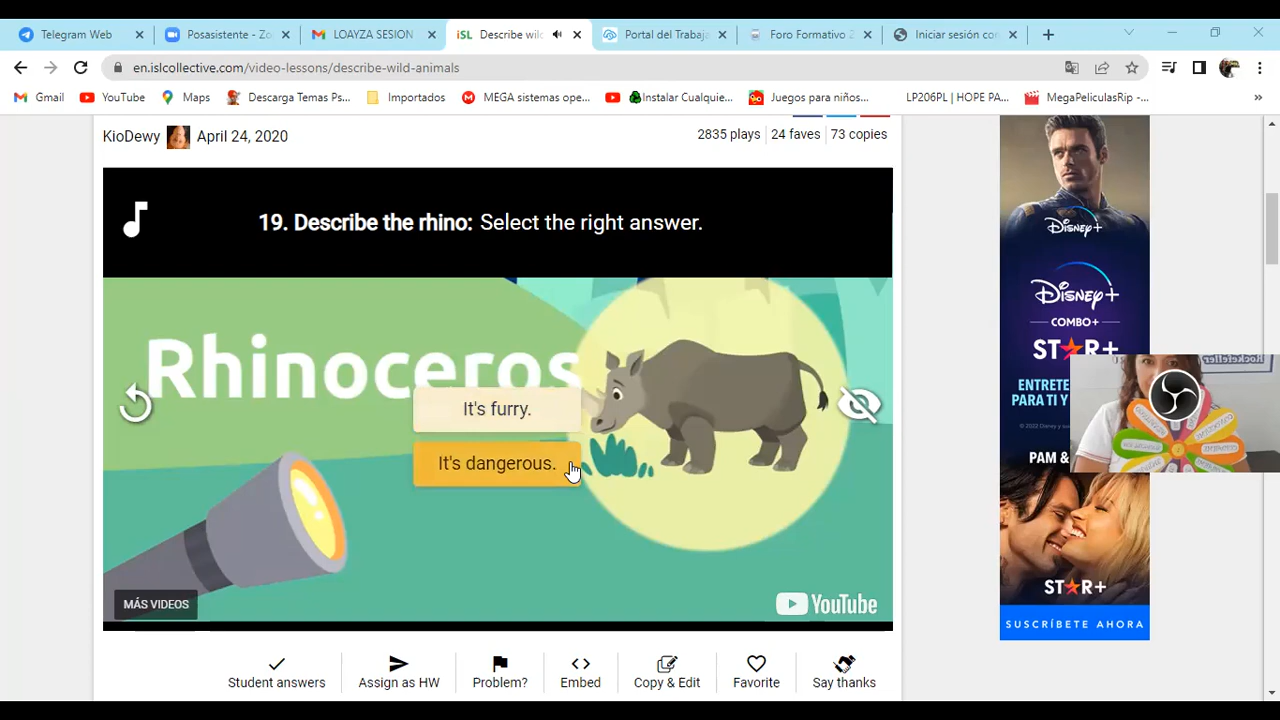 Telegram Web
Posasistente - Zo
LOAYZA SESION
iSL Describe wil
Portal del Trabaja
Foro Formativo 2
Iniciar sesión con
en.islcollective.com/video-lessons/describe-wild-animals
Gmail
YouTube
Maps
Descarga Temas Ps...
Importados
MEGA sistemas ope...
Instalar Cualquie...
Juegos para niños...
LP206PL | HOPE PA...
MegaPeliculasRip -...
KioDewy April 24, 2020
2835 plays 24 faves 73 copies
19. Describe the rhino: Select the right answer.
Rhinoceros
It's furry.
It's dangerous.
MÁS VIDEOS
YouTube
Student answers
Assign as HW
Problem?
Embed
Copy & Edit
Favorite
Say thanks
Disney+
Disney+
COMBO+
STAR+
ENTRETE
PARA TI Y
PAM &
STAR+
SUSCRÍBETE AHORA